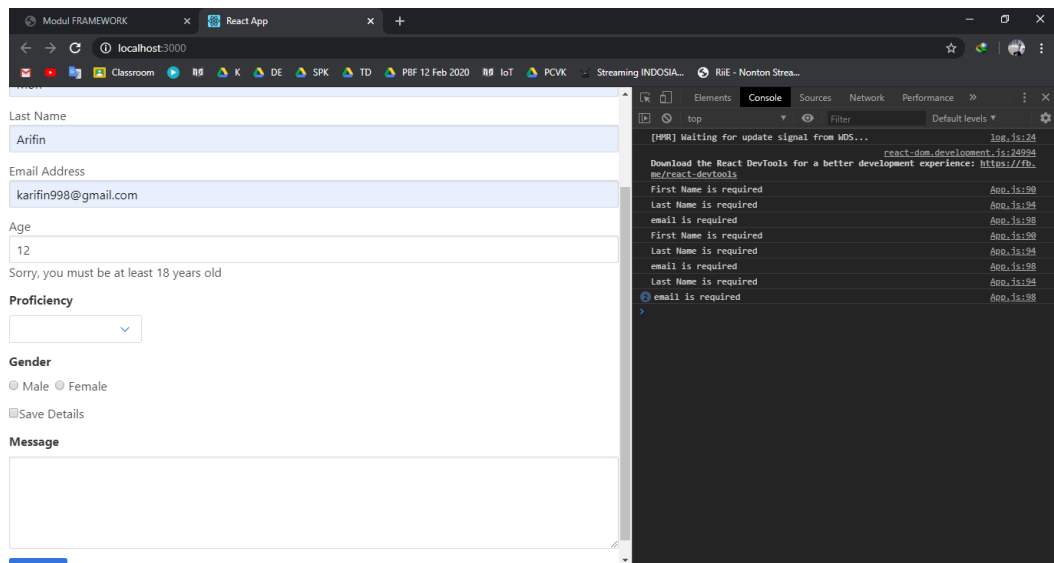 Modul FRAMEWORK
React App
localhost:3000
Classroom K DE SPK TD PBF 12 Feb 2020 IoT PCVK Streaming INDOSIA... RiiE - Nonton Strea...
Last Name
Arifin
Email Address
karifin998@gmail.com
Age
12
Sorry, you must be at least 18 years old
Proficiency
Gender
Male Female
Save Details
Message
Elements Console Sources Network Performance »
top Filter Default levels ▼
[HMR] Waiting for update signal from WDS... log.js:24
react-dom.development.js:24994
Download the React DevTools for a better development experience: https://fb.
me/react-devtools
First Name is required App.js:90
Last Name is required App.js:94
email is required App.js:98
First Name is required App.js:90
Last Name is required App.js:94
email is required App.js:98
Last Name is required App.js:94
2 email is required App.js:98